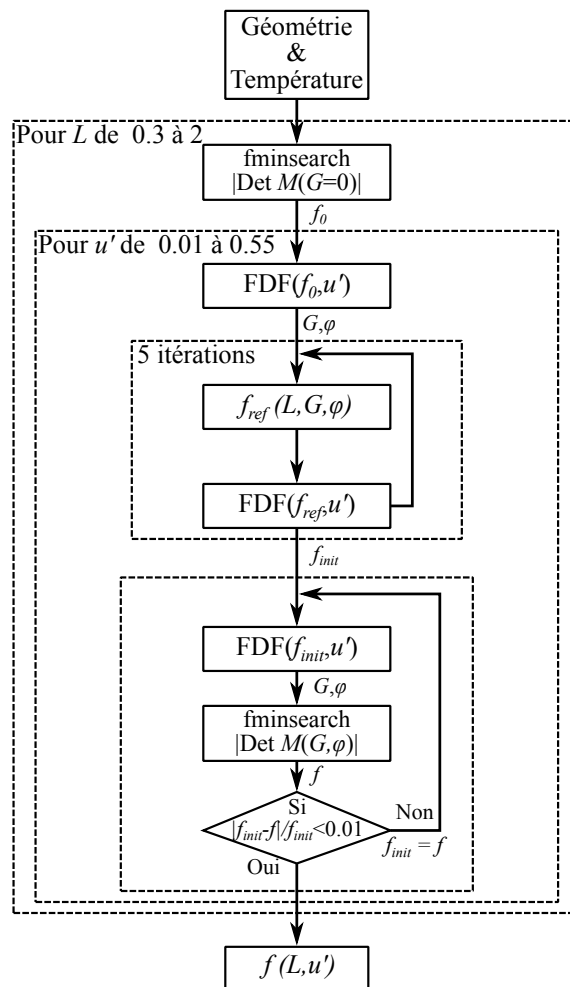 Géométrie
&
Température
Pour L de 0.3 à 2
fminsearch
|Det M(G=0)|
f0
Pour u' de 0.01 à 0.55
FDF(f0,u')
G,φ
5 itérations
fref (L,G,φ)
FDF(fref,u')
finit
FDF(finit,u')
G,φ
fminsearch
|Det M(G,φ)|
f
Si
|finit-f|/finit<0.01
Non
finit = f
Oui
f (L,u')